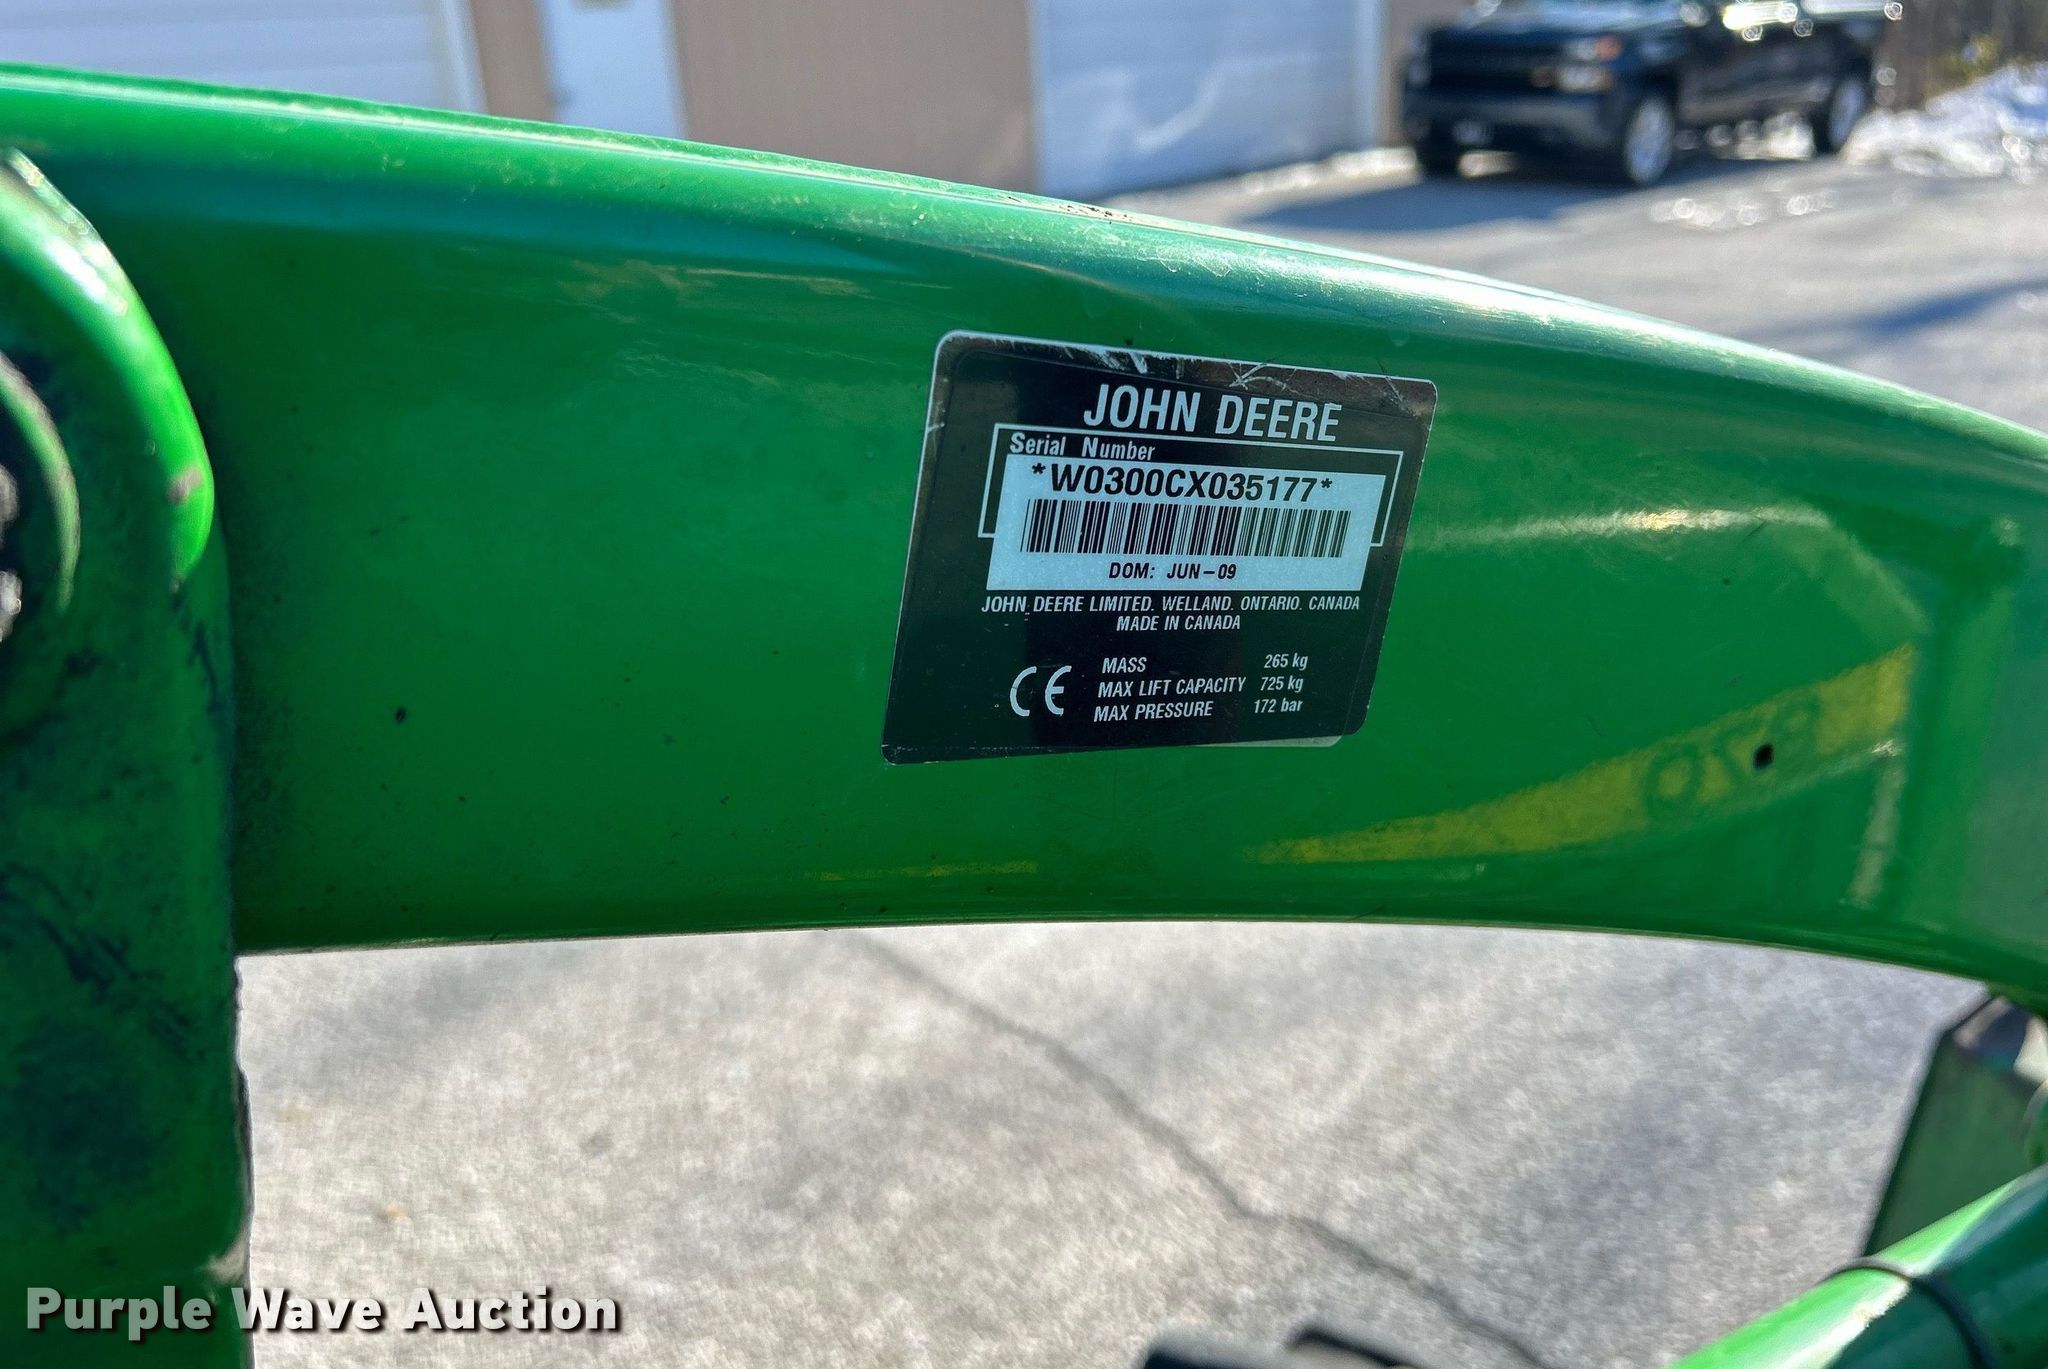 JOHN DEERE
Serial Number
*W0300CX035177*
DOM: JUN-09
JOHN DEERE LIMITED. WELLAND. ONTARIO. CANADA
MADE IN CANADA
CE
MASS 265 kg
MAX LIFT CAPACITY 725 kg
MAX PRESSURE 172 bar
Purple Wave Auction